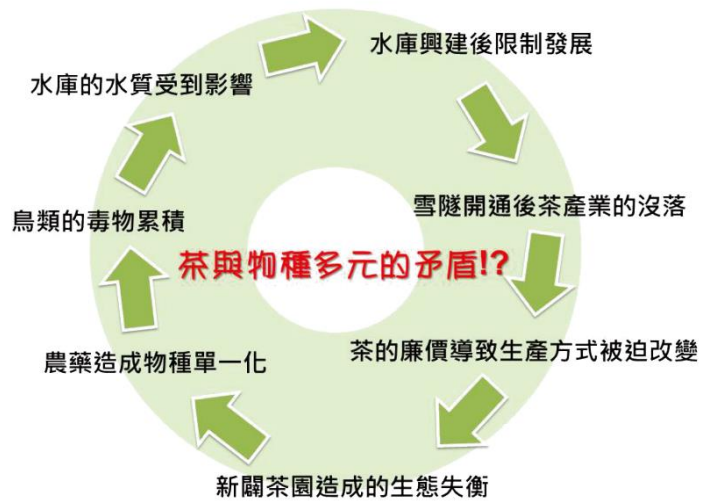 水庫興建後限制發展
水庫的水質受到影響
雪隧開通後茶產業的沒落
鳥類的毒物累積
茶與物種多元的矛盾!?
茶的廉價導致生產方式被迫改變
農藥造成物種單一化
新闢茶園造成的生態失衡